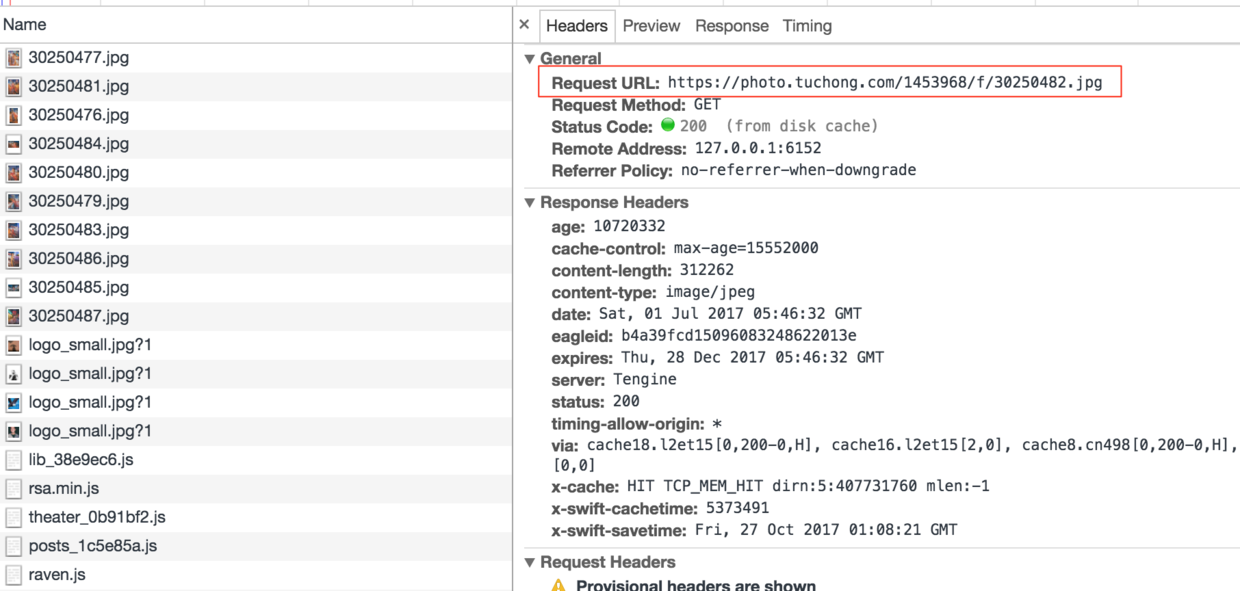 Name
30250477.jpg
30250481.jpg
30250476.jpg
30250484.jpg
30250480.jpg
30250479.jpg
30250483.jpg
30250486.jpg
30250485.jpg
30250487.jpg
logo_small.jpg?1
logo_small.jpg?1
logo_small.jpg?1
logo_small.jpg?1
lib_38e9ec6.js
rsa.min.js
theater_0b91bf2.js
posts_1c5e85a.js
raven.js
× Headers Preview Response Timing
▼ General
Request URL: https://photo.tuchong.com/1453968/f/30250482.jpg
Request Method: GET
Status Code: 200 (from disk cache)
Remote Address: 127.0.0.1:6152
Referrer Policy: no-referrer-when-downgrade
▼ Response Headers
age: 10720332
cache-control: max-age=15552000
content-length: 312262
content-type: image/jpeg
date: Sat, 01 Jul 2017 05:46:32 GMT
eagleid: b4a39fcd15096083248622013e
expires: Thu, 28 Dec 2017 05:46:32 GMT
server: Tengine
status: 200
timing-allow-origin: *
via: cache18.l2et15[0,200-0,H], cache16.l2et15[2,0], cache8.cn498[0,200-0,H],
[0,0]
x-cache: HIT TCP_MEM_HIT dirn:5:407731760 mlen:-1
x-swift-cachetime: 5373491
x-swift-savetime: Fri, 27 Oct 2017 01:08:21 GMT
▼ Request Headers
Provisional headers are shown